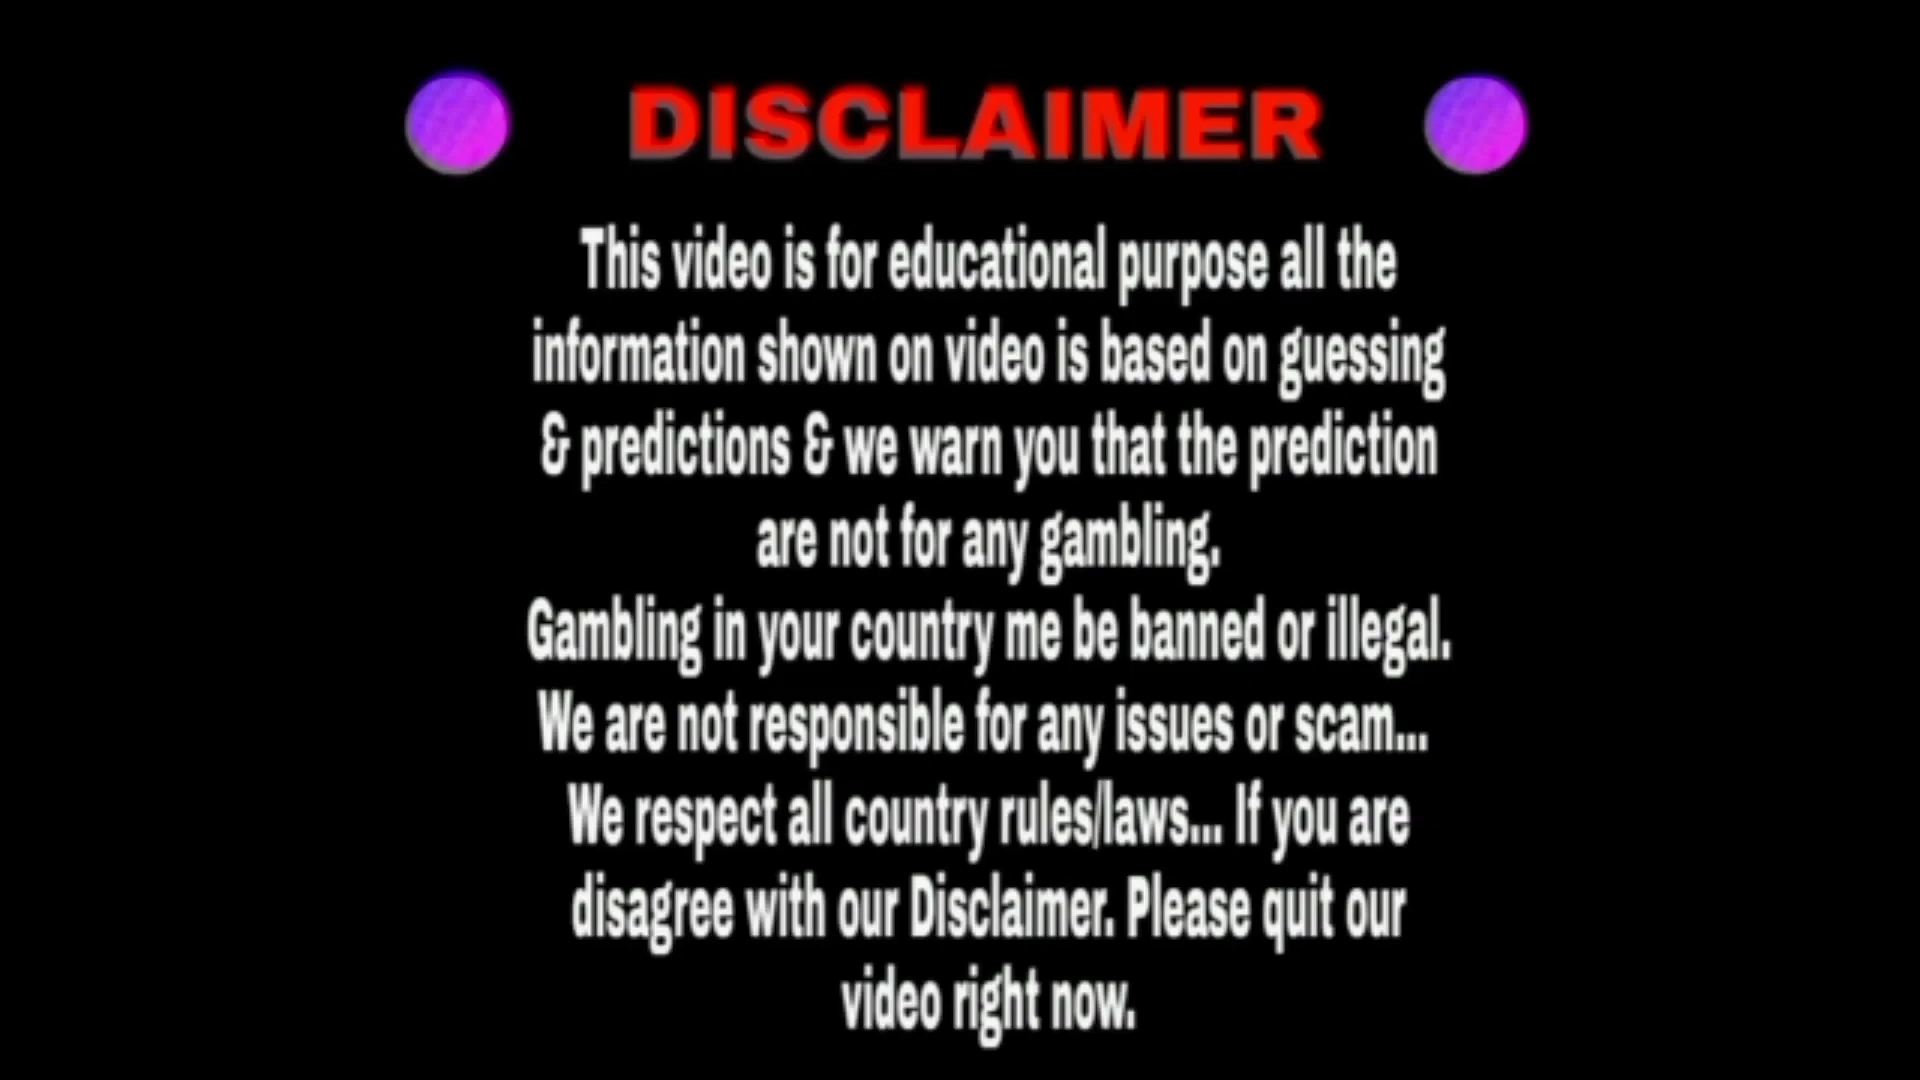 DISCLAIMER
This video is for educational purpose all the
information shown on video is based on guessing
& predictions & we warn you that the prediction
are not for any gambling.
Gambling in your country me be banned or illegal.
We are not responsible for any issues or scam...
We respect all country rules/laws... If you are
disagree with our Disclaimer. Please quit our
video right now.